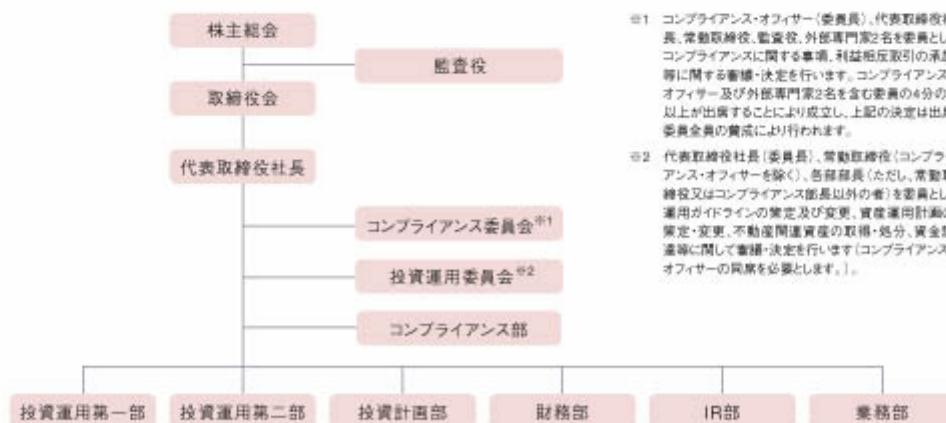 株主総会
監査役
取締役会
代表取締役社長
コンプライアンス委員会※1
投資運用委員会※2
コンプライアンス部
投資運用第一部
投資運用第二部
投資計画部
財務部
IR部
業務部
※1 コンプライアンス・オフィサー(委員長)、代表取締役社
長、常勤取締役、監査役、外部専門家2名を委員とし
コンプライアンスに関する事項、利益相反取引の承認
等に関する審議・決定を行います。コンプライアンス
オフィサー及び外部専門家2名を含む委員の4分の
以上が出席することにより成立し、上記の決定は出席
委員全員の賛成により行われます。
※2 代表取締役社長(委員長)、常勤取締役(コンプライ
アンス・オフィサーを除く)、各部部長(ただし、常勤取
締役又はコンプライアンス部長以外の者)を委員とし
運用ガイドラインの策定及び変更、資産運用計画の
策定・変更、不動産関連資産の取得・処分、資金調
達等に関して審議・決定を行います(コンプライアンス
オフィサーの同席を必要とします。)。